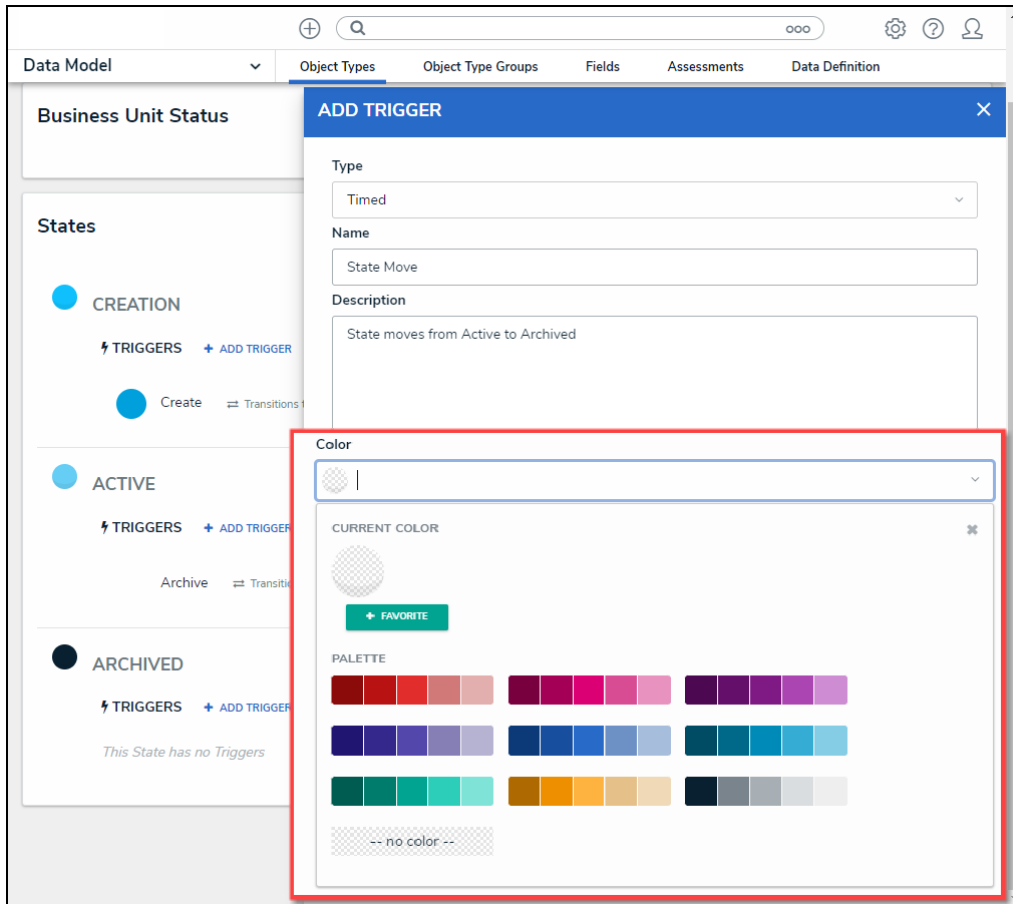 ooo
Data Model
Object Types Object Type Groups Fields Assessments Data Definition
Business Unit Status
States
CREATION
TRIGGERS + ADD TRIGGER
Create Transitions
ACTIVE
TRIGGERS + ADD TRIGGER
Archive
ARCHIVED
TRIGGERS + ADD TRIGGER
This State has no Triggers
ADD TRIGGER
Type
Timed
Name
State Move
Description
State moves from Active to Archived
Color
CURRENT COLOR
+ FAVORITE
PALETTE
-- no color --